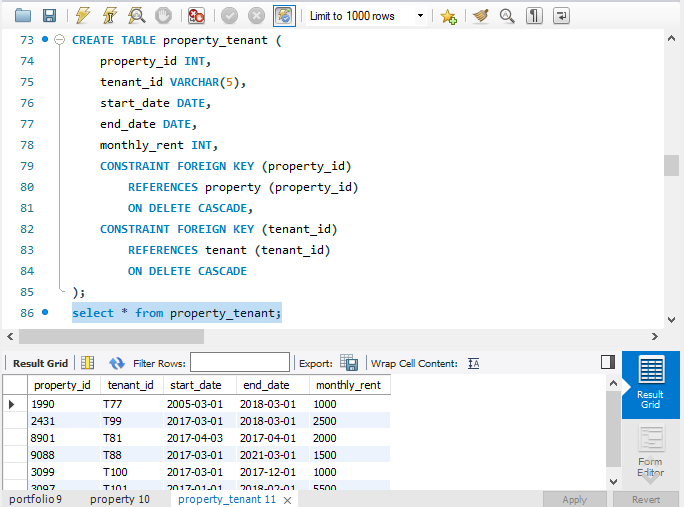 Limit to 1000 rows
73 CREATE TABLE property_tenant (
74 property_id INT,
75 tenant_id VARCHAR(5),
76 start_date DATE,
77 end_date DATE,
78 monthly_rent INT,
79 CONSTRAINT FOREIGN KEY (property_id)
80 REFERENCES property (property_id)
81 ON DELETE CASCADE,
82 CONSTRAINT FOREIGN KEY (tenant_id)
83 REFERENCES tenant (tenant_id)
84 ON DELETE CASCADE
85 );
86 select * from property_tenant;
Result Grid Filter Rows: Export: Wrap Cell Content:
property_id tenant_id start_date end_date monthly_rent
1990 T77 2005-03-01 2018-03-01 1000
2431 T99 2017-03-01 2018-03-01 2500
8901 T81 2017-04-03 2017-04-01 2000
9088 T88 2017-03-01 2021-03-01 1500
3099 T100 2017-03-01 2017-12-01 1000
3097 T101 2017-01-01 2018-02-01 5500
Result
Grid
Form
Editor
portfolio 9 property 10 property_tenant 11 Apply Revert